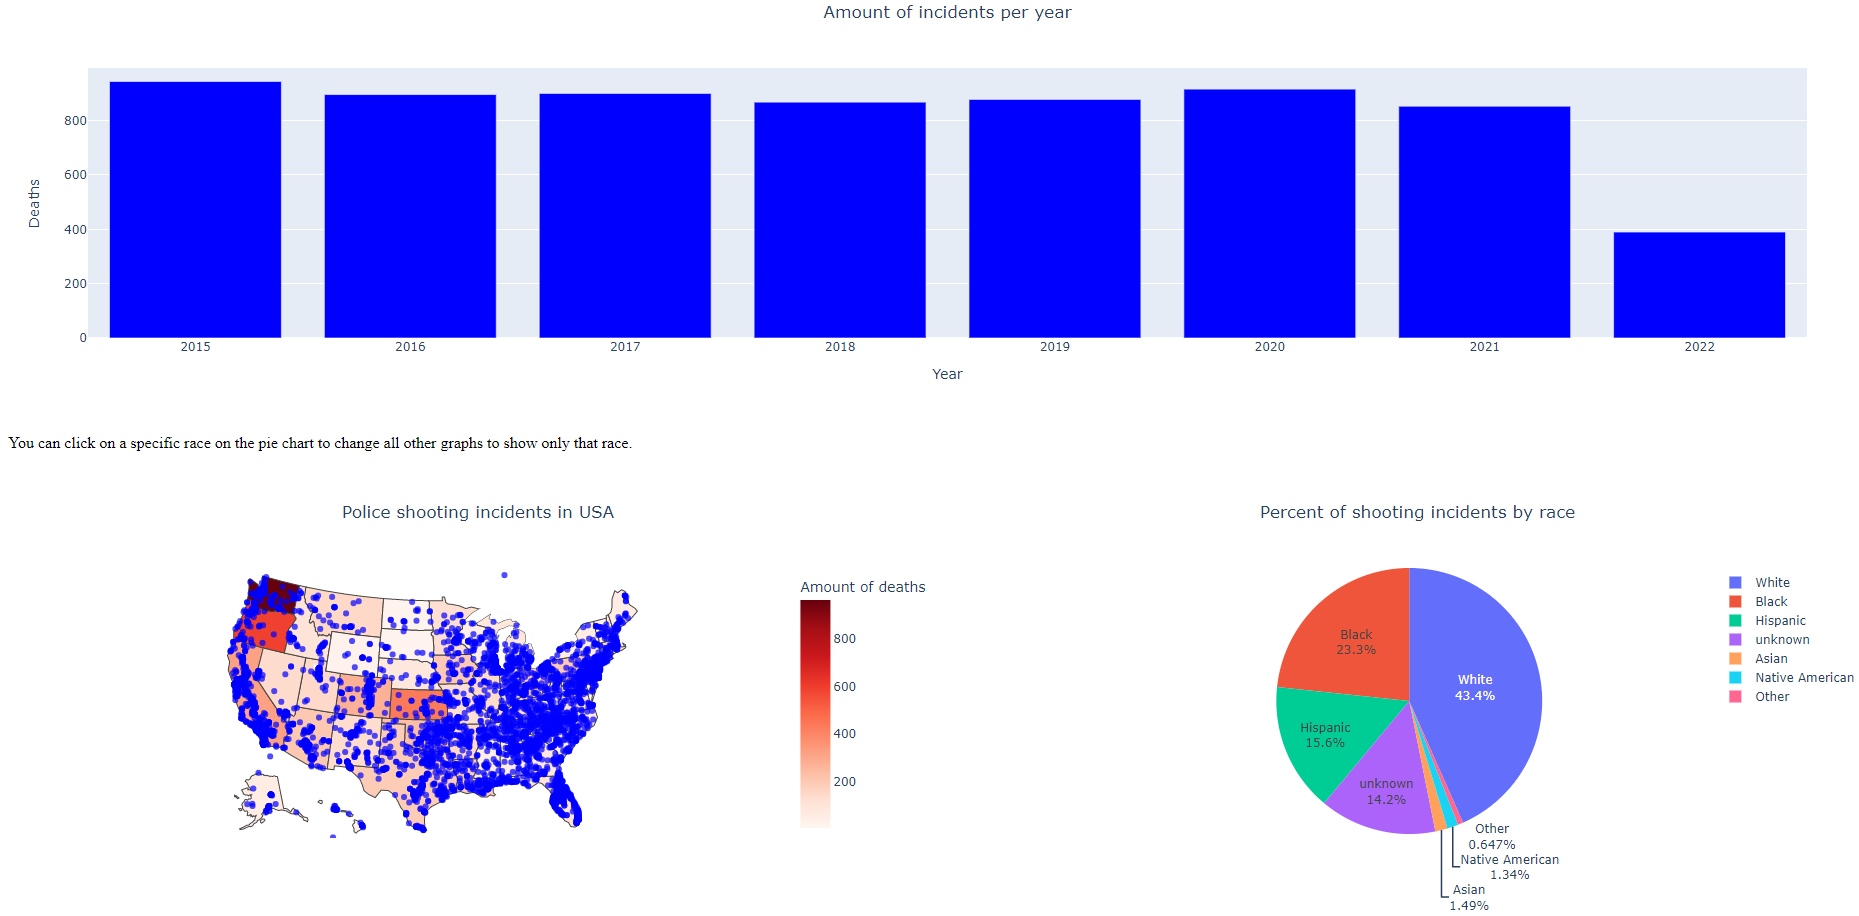 Amount of incidents per year
Deaths
800
600
400
200
0
2015 2016 2017 2018 2019 2020 2021 2022
Year
You can click on a specific race on the pie chart to change all other graphs to show only that race.
Police shooting incidents in USA
Amount of deaths
800
600
400
200
Percent of shooting incidents by race
White
43.4%
Black
23.3%
Hispanic
15.6%
unknown
14.2%
Other
0.647%
Native American
1.34%
Asian
1.49%
White
Black
Hispanic
unknown
Asian
Native American
Other